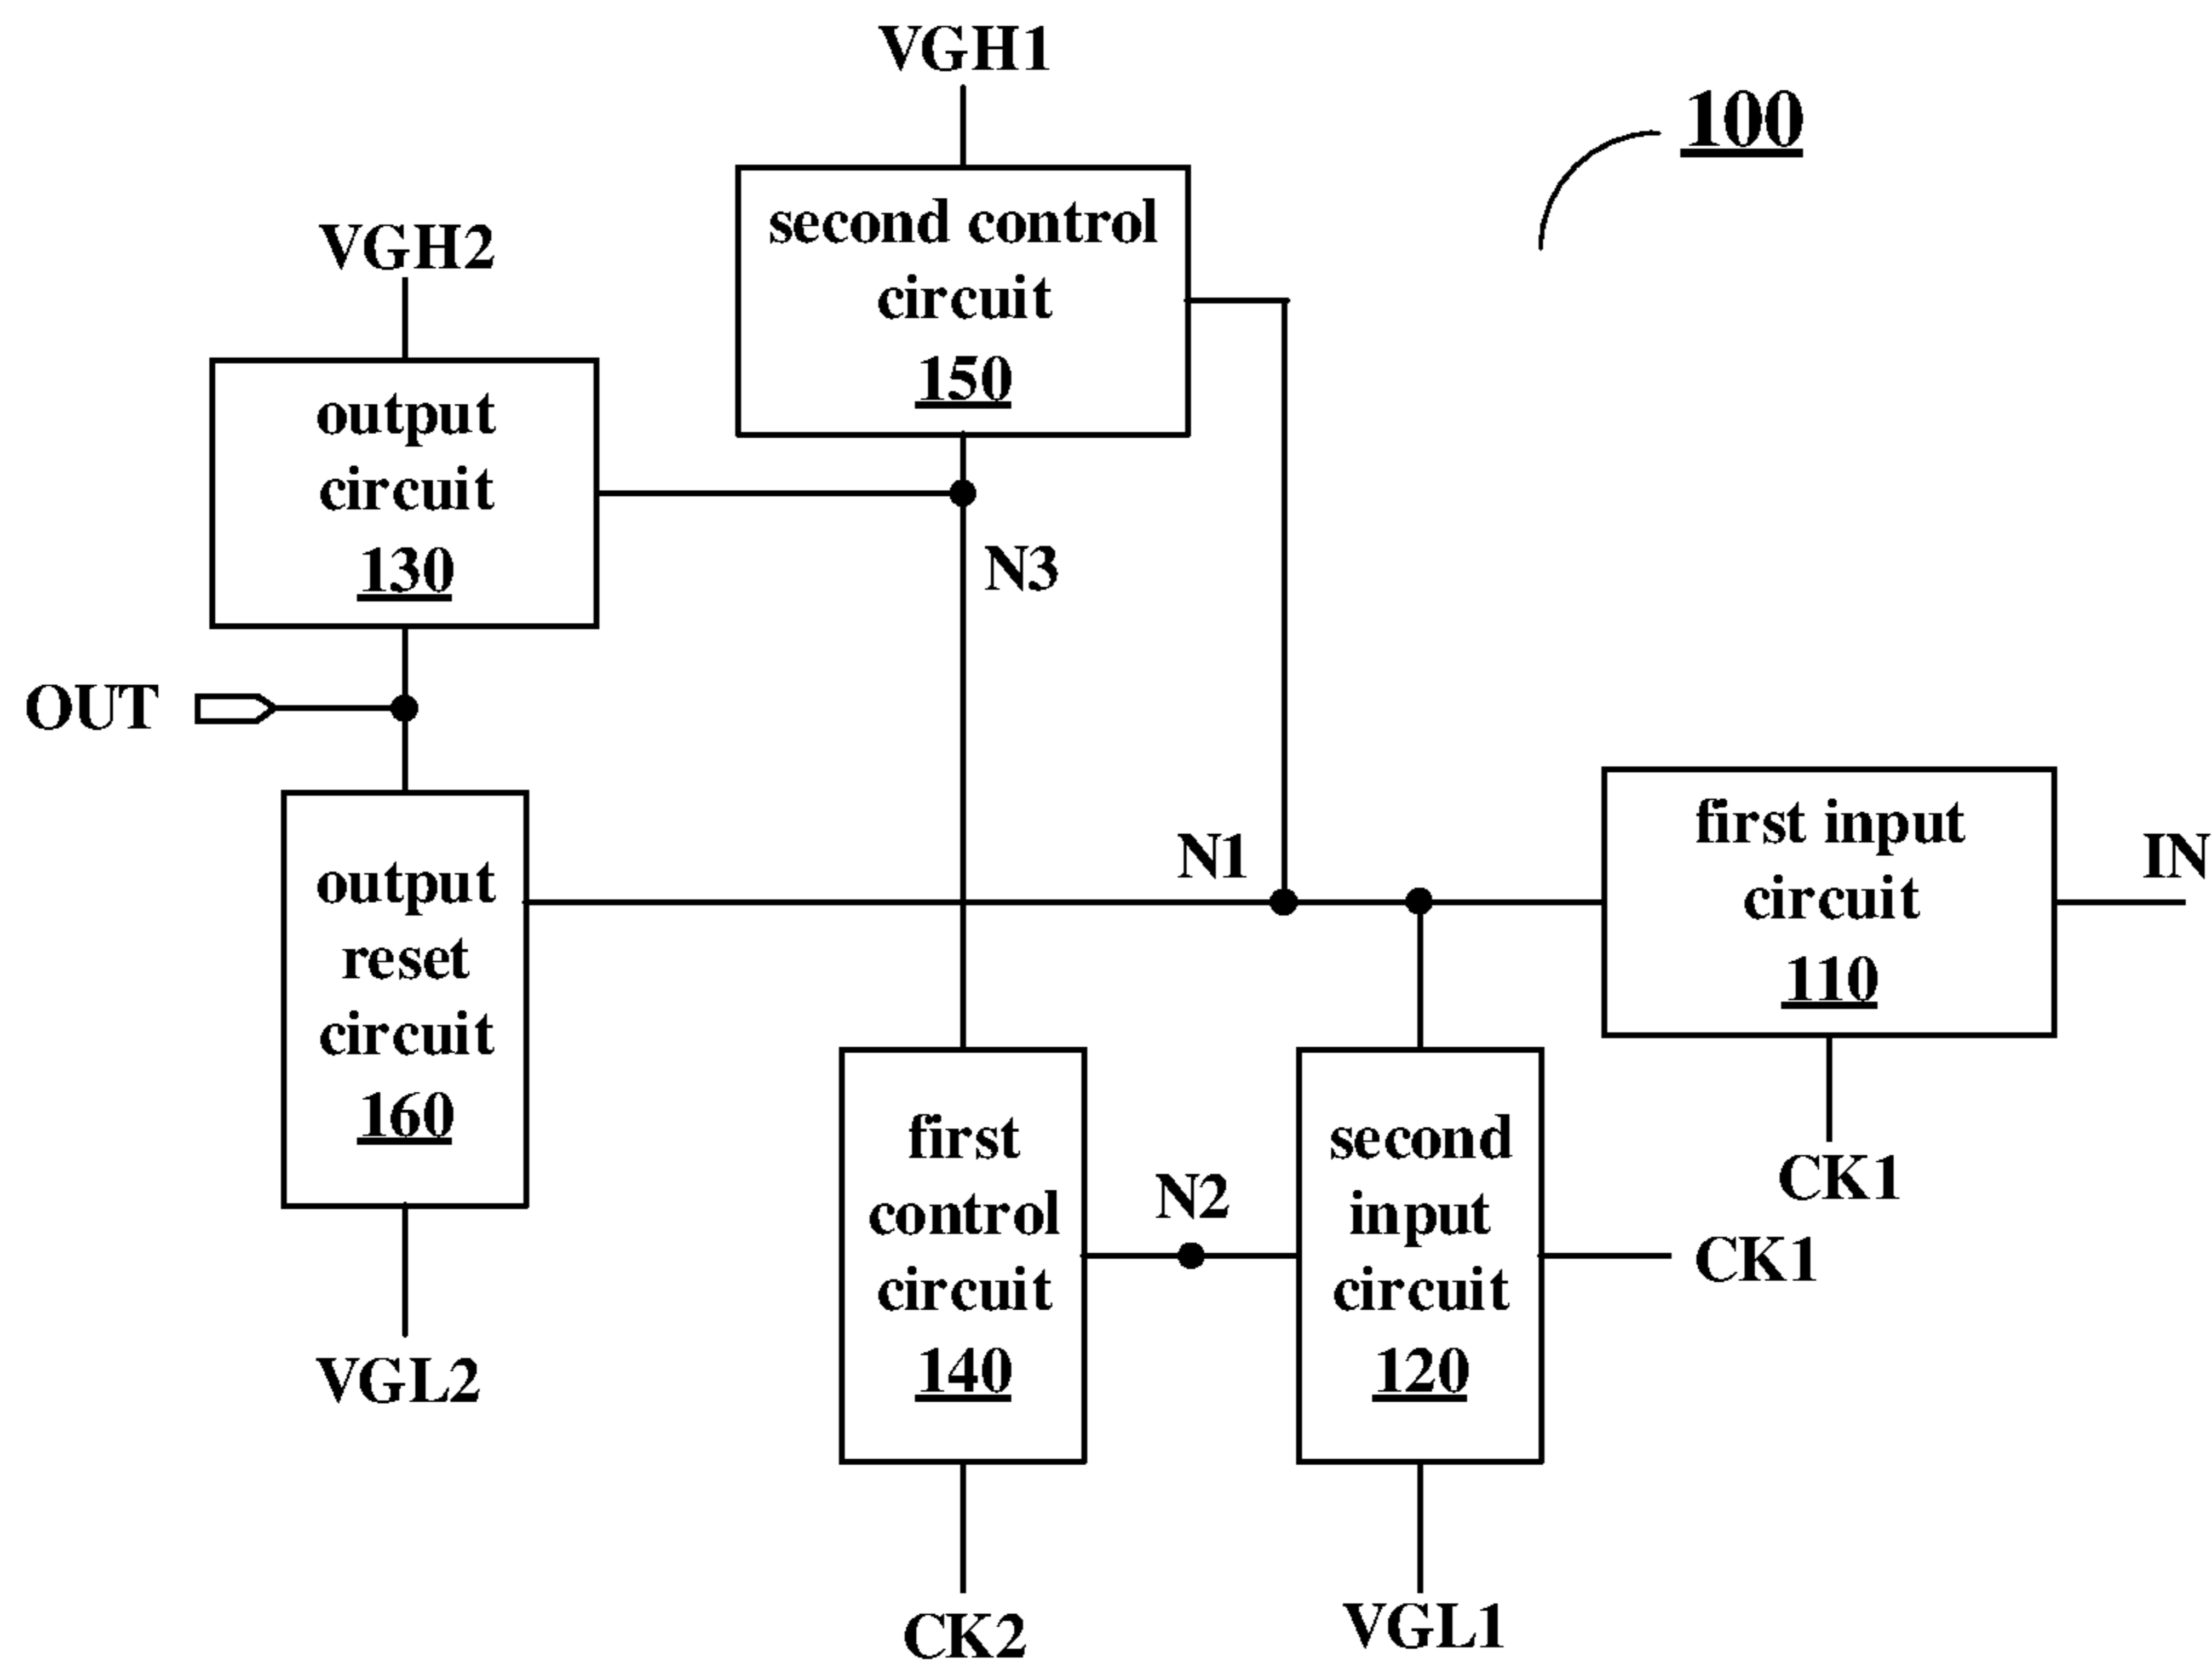 VGH1
100
second control
circuit
150
VGH2
output
circuit
130
N3
OUT
N1
first input
circuit
110
IN
output
reset
circuit
160
CK1
first
control
circuit
140
N2
second
input
circuit
120
CK1
VGL2
CK2
VGL1